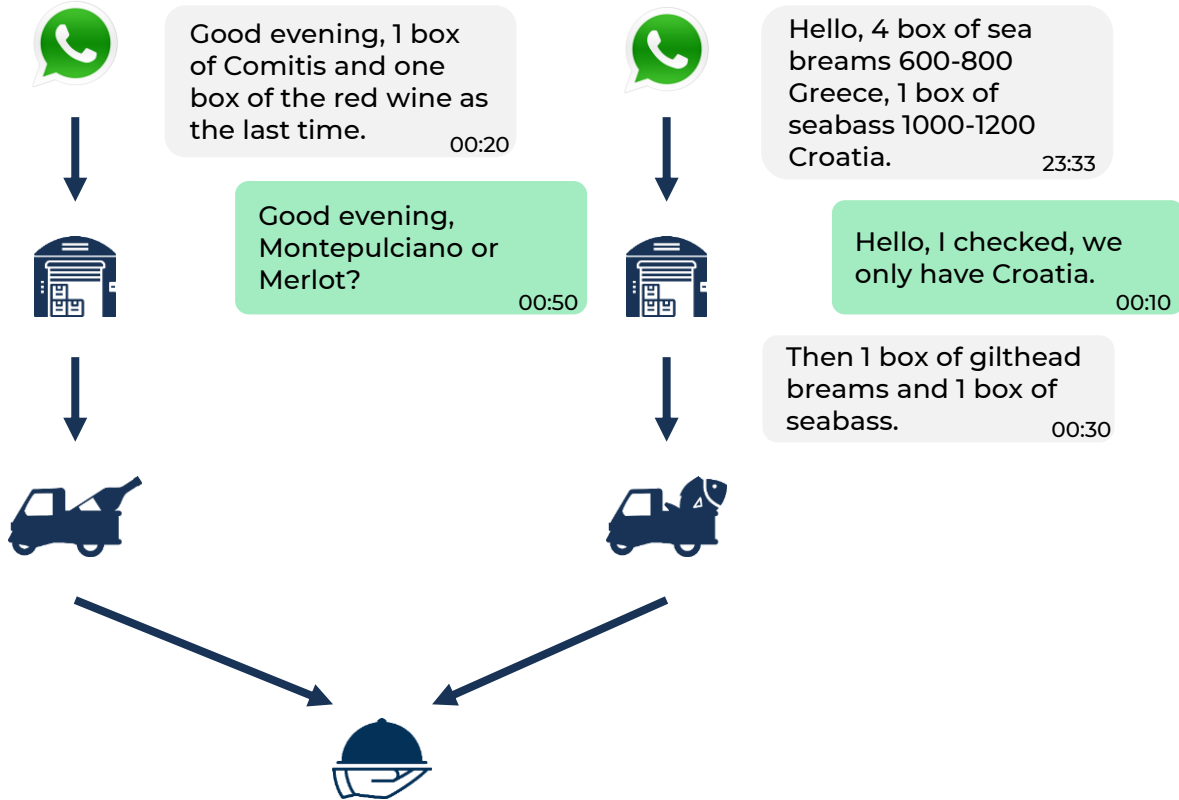 Good evening, 1 box
of Comitis and one
box of the red wine as
the last time.
00:20
Good evening,
Montepulciano or
Merlot?
00:50
Hello, 4 box of sea
breams 600-800
Greece, 1 box of
seabass 1000-1200
Croatia.
23:33
Hello, I checked, we
only have Croatia.
00:10
Then 1 box of gilthead
breams and 1 box of
seabass.
00:30